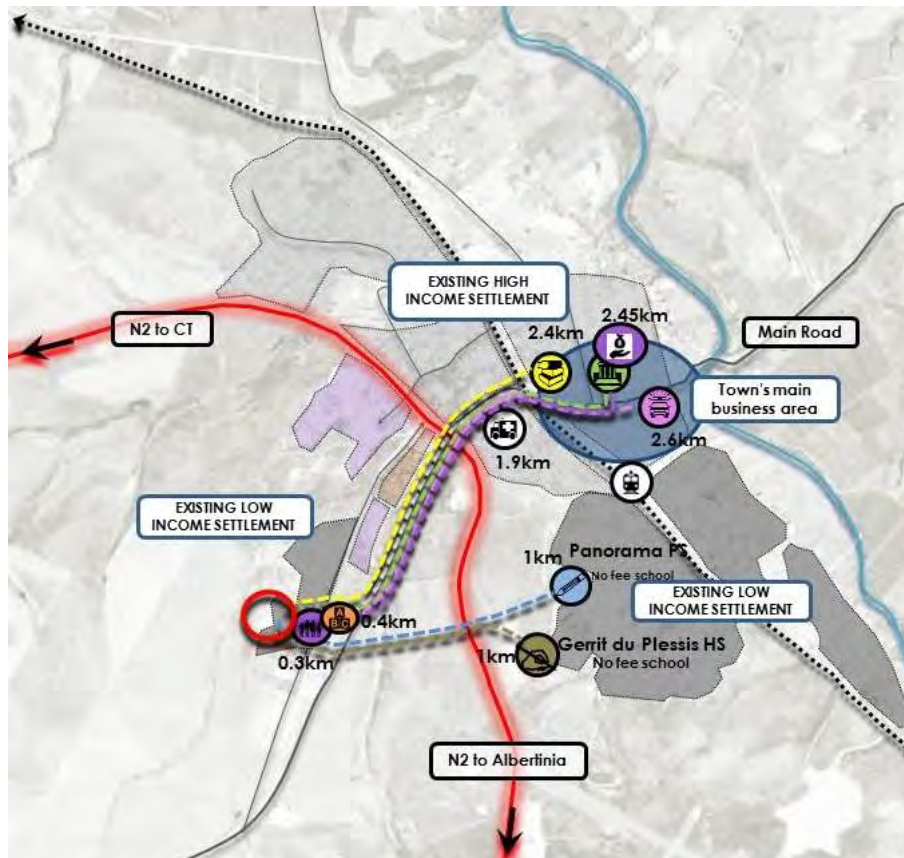 EXISTING HIGH
INCOME SETTLEMENT
N2 to CT
2.45km
2.4km
Main Road
Town's main
business area
2.6km
1.9km
EXISTING LOW
INCOME SETTLEMENT
1km
Panorama PS
No fee school
EXISTING LOW
INCOME SETTLEMENT
A
B C
0.4km
0.3km
1km
Gerrit du Plessis HS
No fee school
N2 to Albertinia